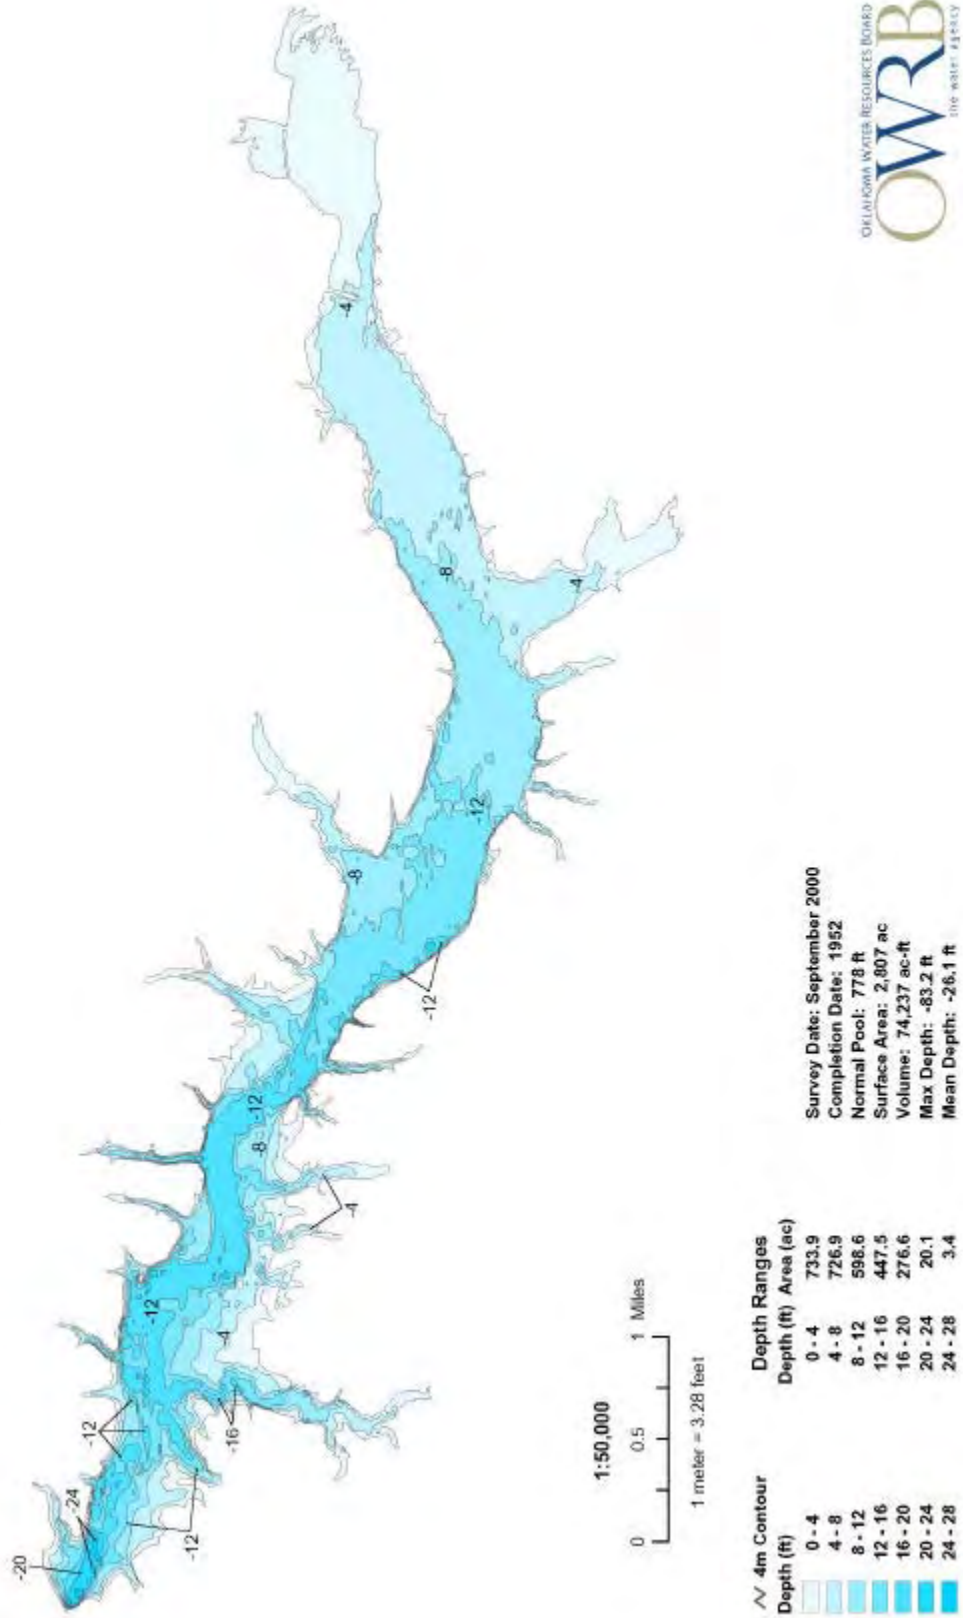 -20
-24
-12
-12
-16
-12
-4
-12
-8
-4
-12
-12
-8
-12
-8
-4
-4
1:50,000
0 0.5 1 Miles
1 meter = 3.28 feet
4m Contour
Depth (ft)
0 - 4
4 - 8
8 - 12
12 - 16
16 - 20
20 - 24
24 - 28
Depth Ranges
Depth (ft) Area (ac)
0 - 4 733.9
4 - 8 726.9
8 - 12 598.6
12 - 16 447.5
16 - 20 276.6
20 - 24 20.1
24 - 28 3.4
Survey Date: September 2000
Completion Date: 1952
Normal Pool: 778 ft
Surface Area: 2,807 ac
Volume: 74,237 ac-ft
Max Depth: -83.2 ft
Mean Depth: -26.1 ft
OKLAHOMA WATER RESOURCES BOARD
OWRB
the water agency